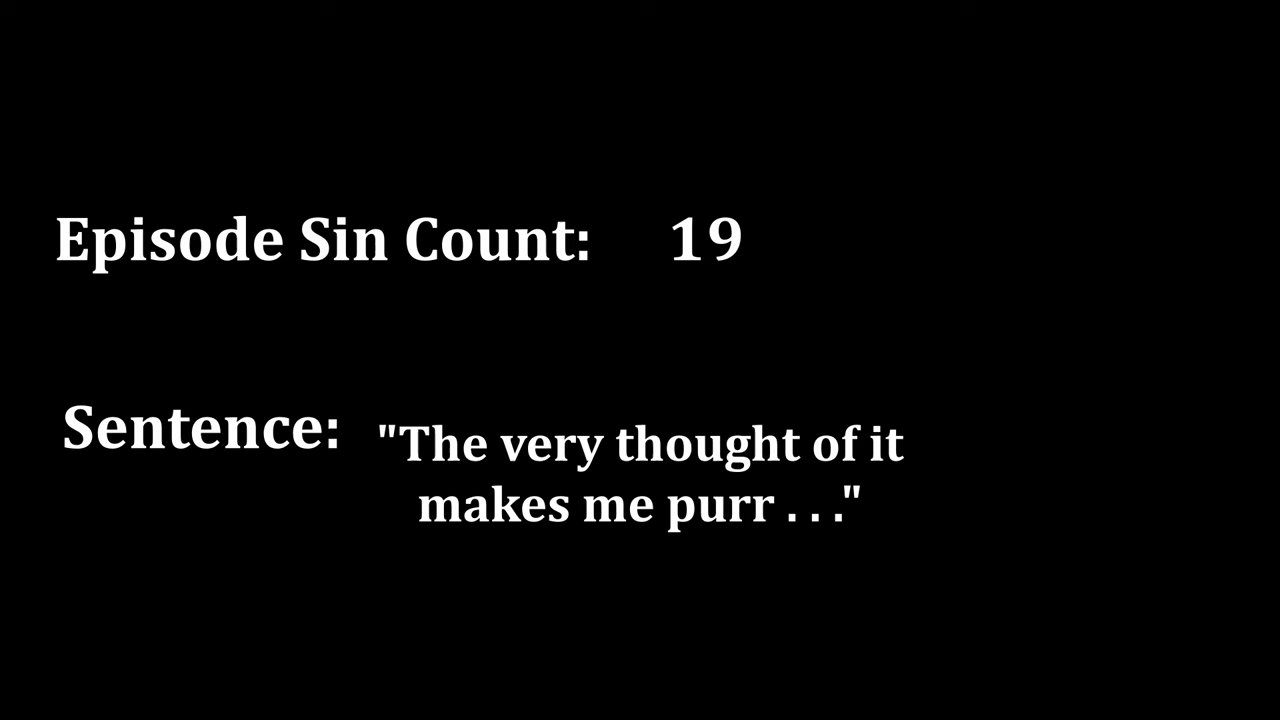 Episode Sin Count: 19
Sentence: "The very thought of it
makes me purr . . ."